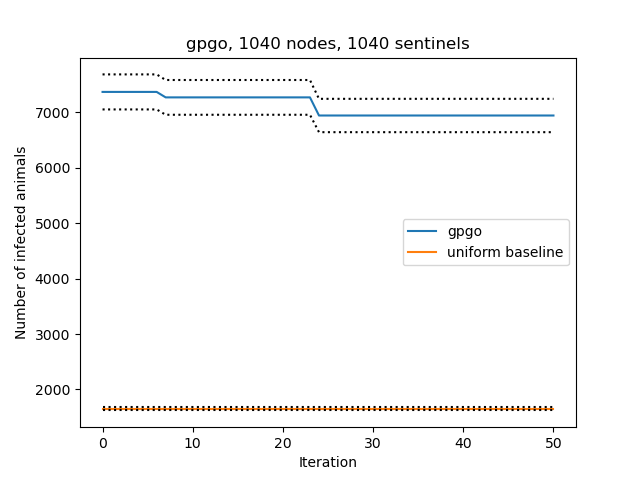 gpgo, 1040 nodes, 1040 sentinels
Number of infected animals
7000
6000
5000
4000
3000
2000
gpgo
uniform baseline
0 10 20 30 40 50
Iteration